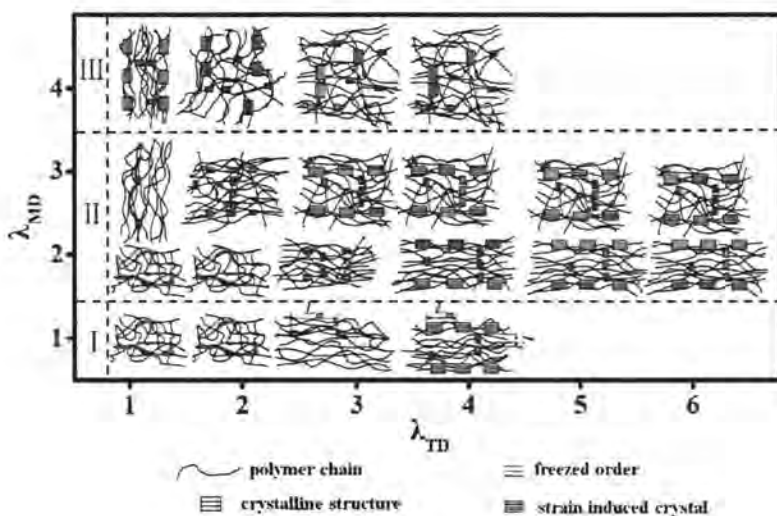 III
4
II
3
2
λMD
I
1
1 2 3 4 5 6
λTD
polymer chain
freezed order
crystalline structure
strain induced crystal